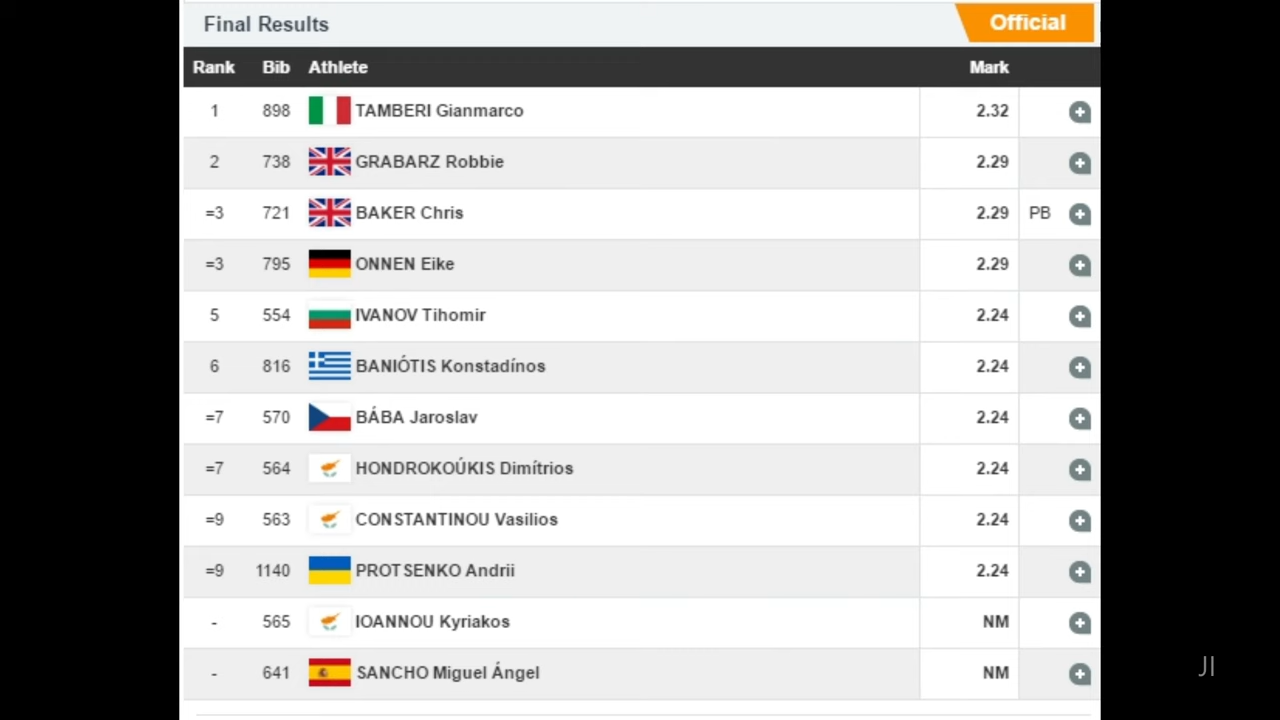 Final Results
Official
Rank Bib Athlete Mark
1 898 TAMBERI Gianmarco 2.32
2 738 GRABARZ Robbie 2.29
=3 721 BAKER Chris 2.29 PB
=3 795 ONNEN Eike 2.29
5 554 IVANOV Tihomir 2.24
6 816 BANIÓTIS Konstadínos 2.24
=7 570 BÁBA Jaroslav 2.24
=7 564 HONDROKOÚKIS Dimítrios 2.24
=9 563 CONSTANTINOU Vasilios 2.24
=9 1140 PROTSENKO Andrii 2.24
- 565 IOANNOU Kyriakos NM
- 641 SANCHO Miguel Ángel NM
JI